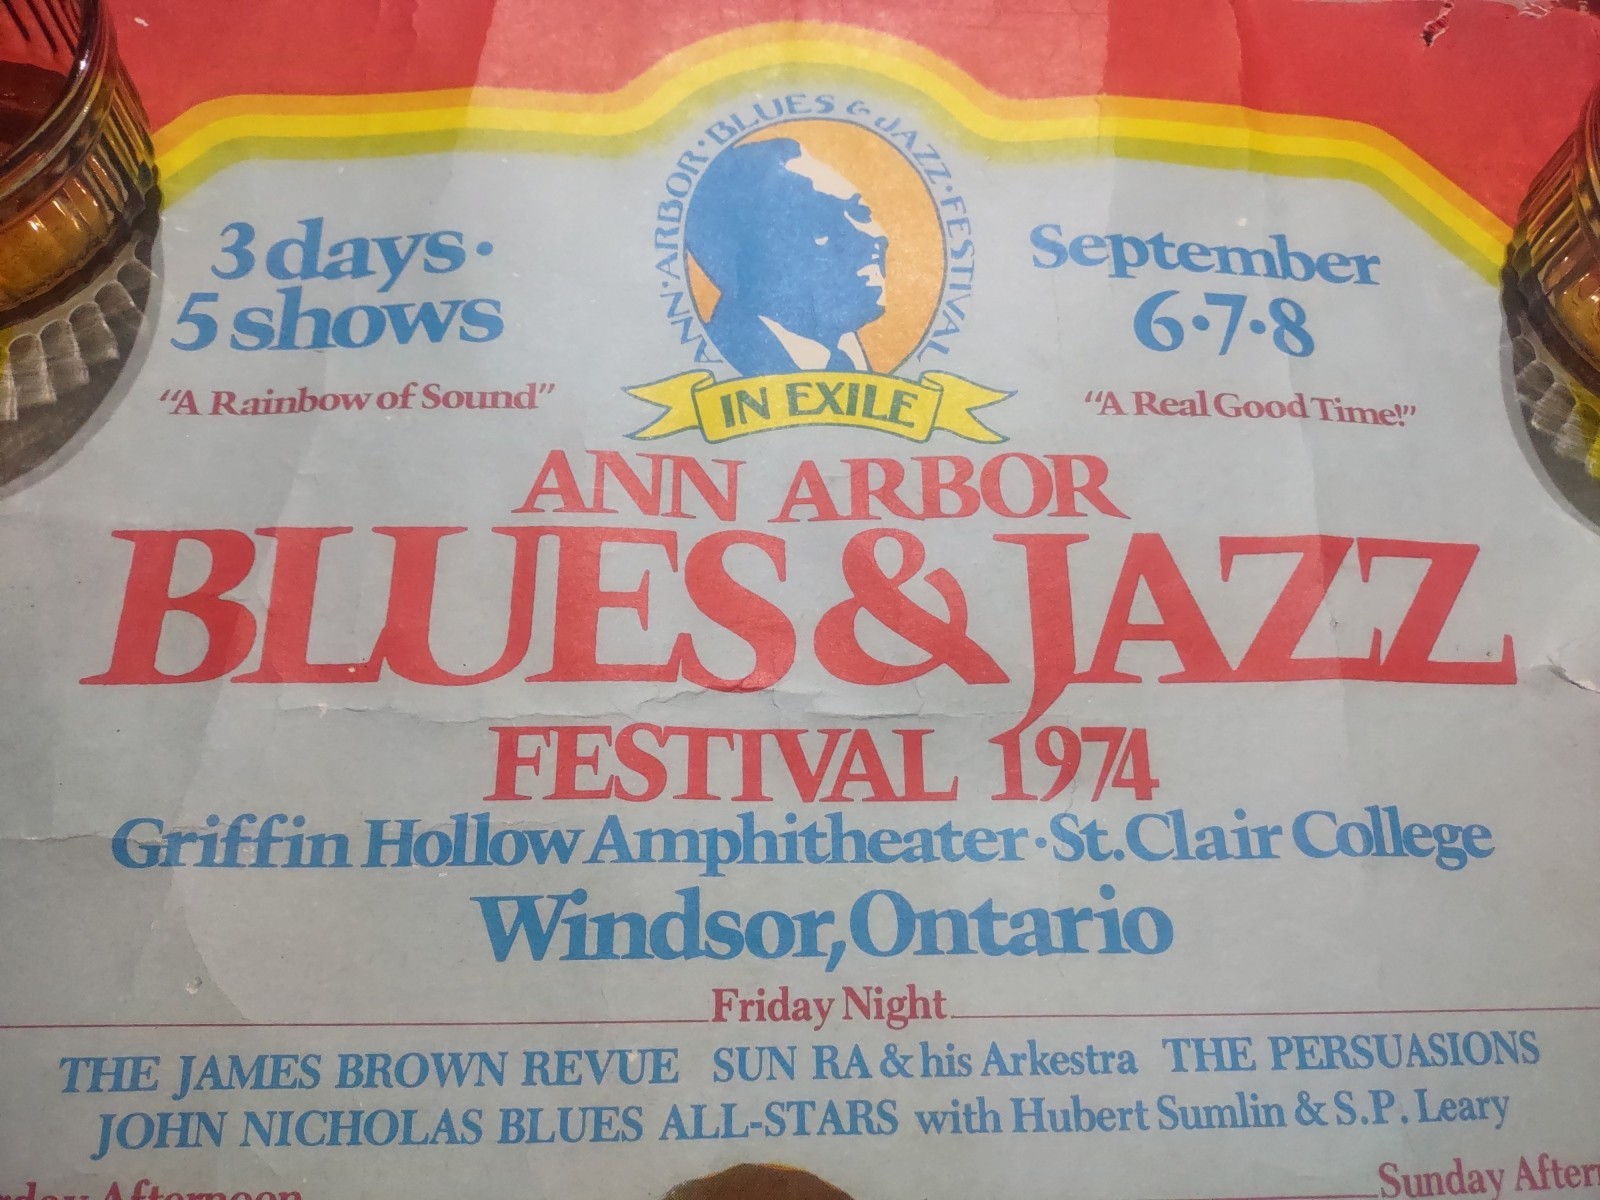 ANN · ARBOR · BLUES & JAZZ · FESTIVAL
3 days ·
5 shows
"A Rainbow of Sound"
September
6·7·8
"A Real Good Time!"
IN EXILE
ANN ARBOR
BLUES & JAZZ
FESTIVAL 1974
Griffin Hollow Amphitheater · St. Clair College
Windsor, Ontario
Friday Night
THE JAMES BROWN REVUE SUN RA & his Arkestra THE PERSUASIONS
JOHN NICHOLAS BLUES ALL-STARS with Hubert Sumlin & S.P. Leary
Sunday